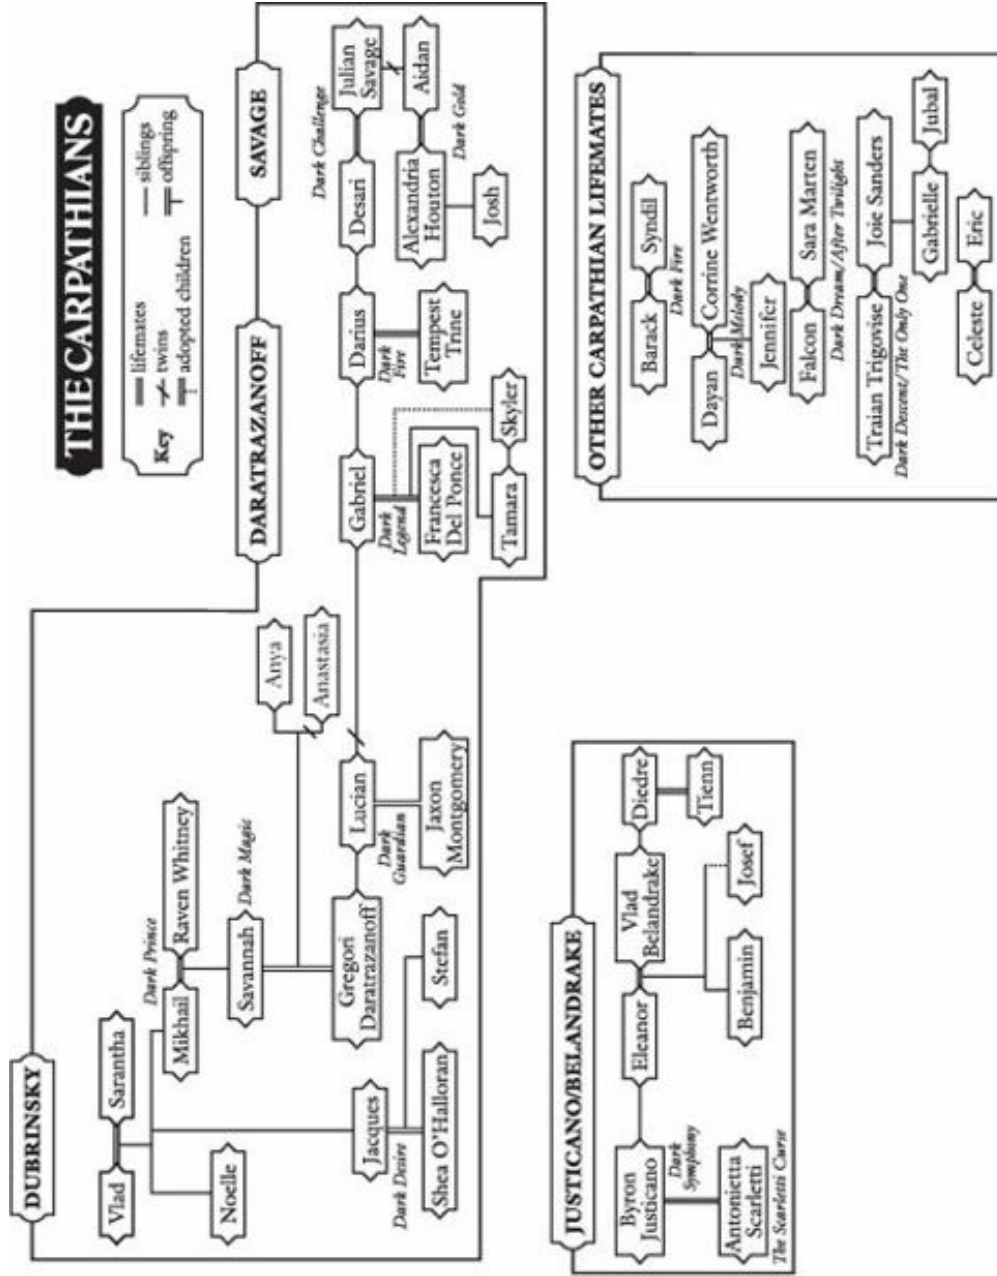 THE CARPATHIANS
Key
lifemates
twins
adopted children
siblings
offspring
DUBRINSKY
DARATRAZANOFF
SAVAGE
Vlad
Sarantha
Noelle
Dark Prince
Mikhail
Raven Whitney
Savannah
Dark Magic
Anya
Anastasia
Jacques
Dark Desire
Shea O'Halloran
Stefan
Gregori
Daratrazanoff
Lucian
Dark
Guardian
Jaxon
Montgomery
Gabriel
Dark
Legend
Francesca
Del Ponce
Tamara
Skyler
Darius
Dark
Fire
Tempest
Trine
Dark Challenge
Desari
Julian
Savage
Alexandria
Houton
Aidan
Dark Gold
Josh
JUSTICANO/BELANDRAKE
Byron
Justicano
Eleanor
Vlad
Belandrake
Diedre
Tienn
Dark
Symphony
Antonietta
Scarletti
The Scarletti Curse
Benjamin
Josef
OTHER CARPATHIAN LIFEMATES
Barack
Syndil
Dark Fire
Dayan
Corrine Wentworth
Dark Melody
Jennifer
Falcon
Sara Marten
Dark Dream/After Twilight
Traian Trigovise
Joie Sanders
Dark Descent/The Only One
Gabrielle
Jubal
Celeste
Eric